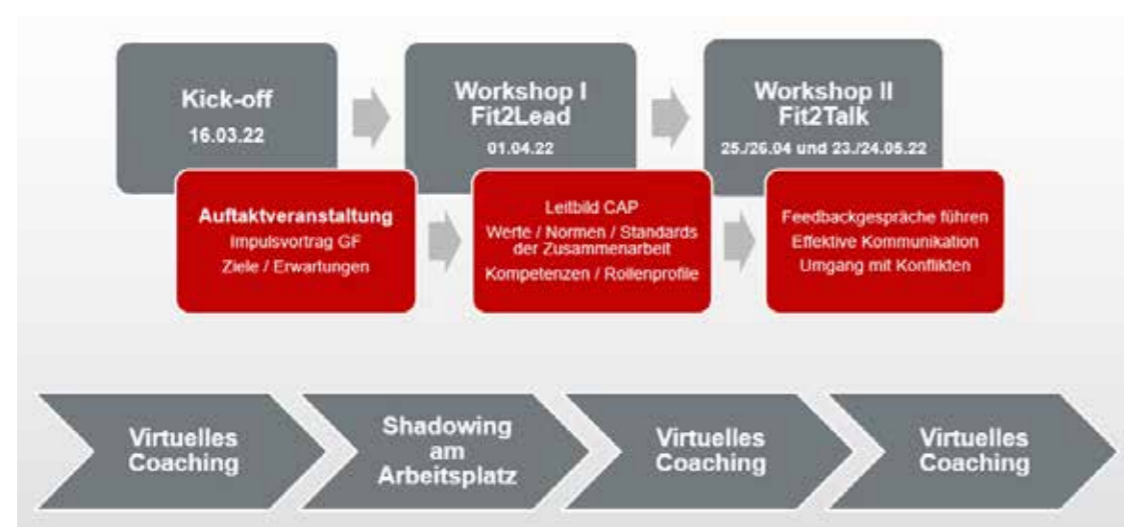 Kick-off
16.03.22
Workshop I
Fit2Lead
01.04.22
Workshop II
Fit2Talk
25./26.04 und 23./24.05.22
Auftaktveranstaltung
Impulsvortrag GF
Ziele / Erwartungen
Leitbild CAP
Werte / Normen / Standards
der Zusammenarbeit
Kompetenzen / Rollenprofile
Feedbackgespräche führen
Effektive Kommunikation
Umgang mit Konflikten
Virtuelles
Coaching
Shadowing
am
Arbeitsplatz
Virtuelles
Coaching
Virtuelles
Coaching